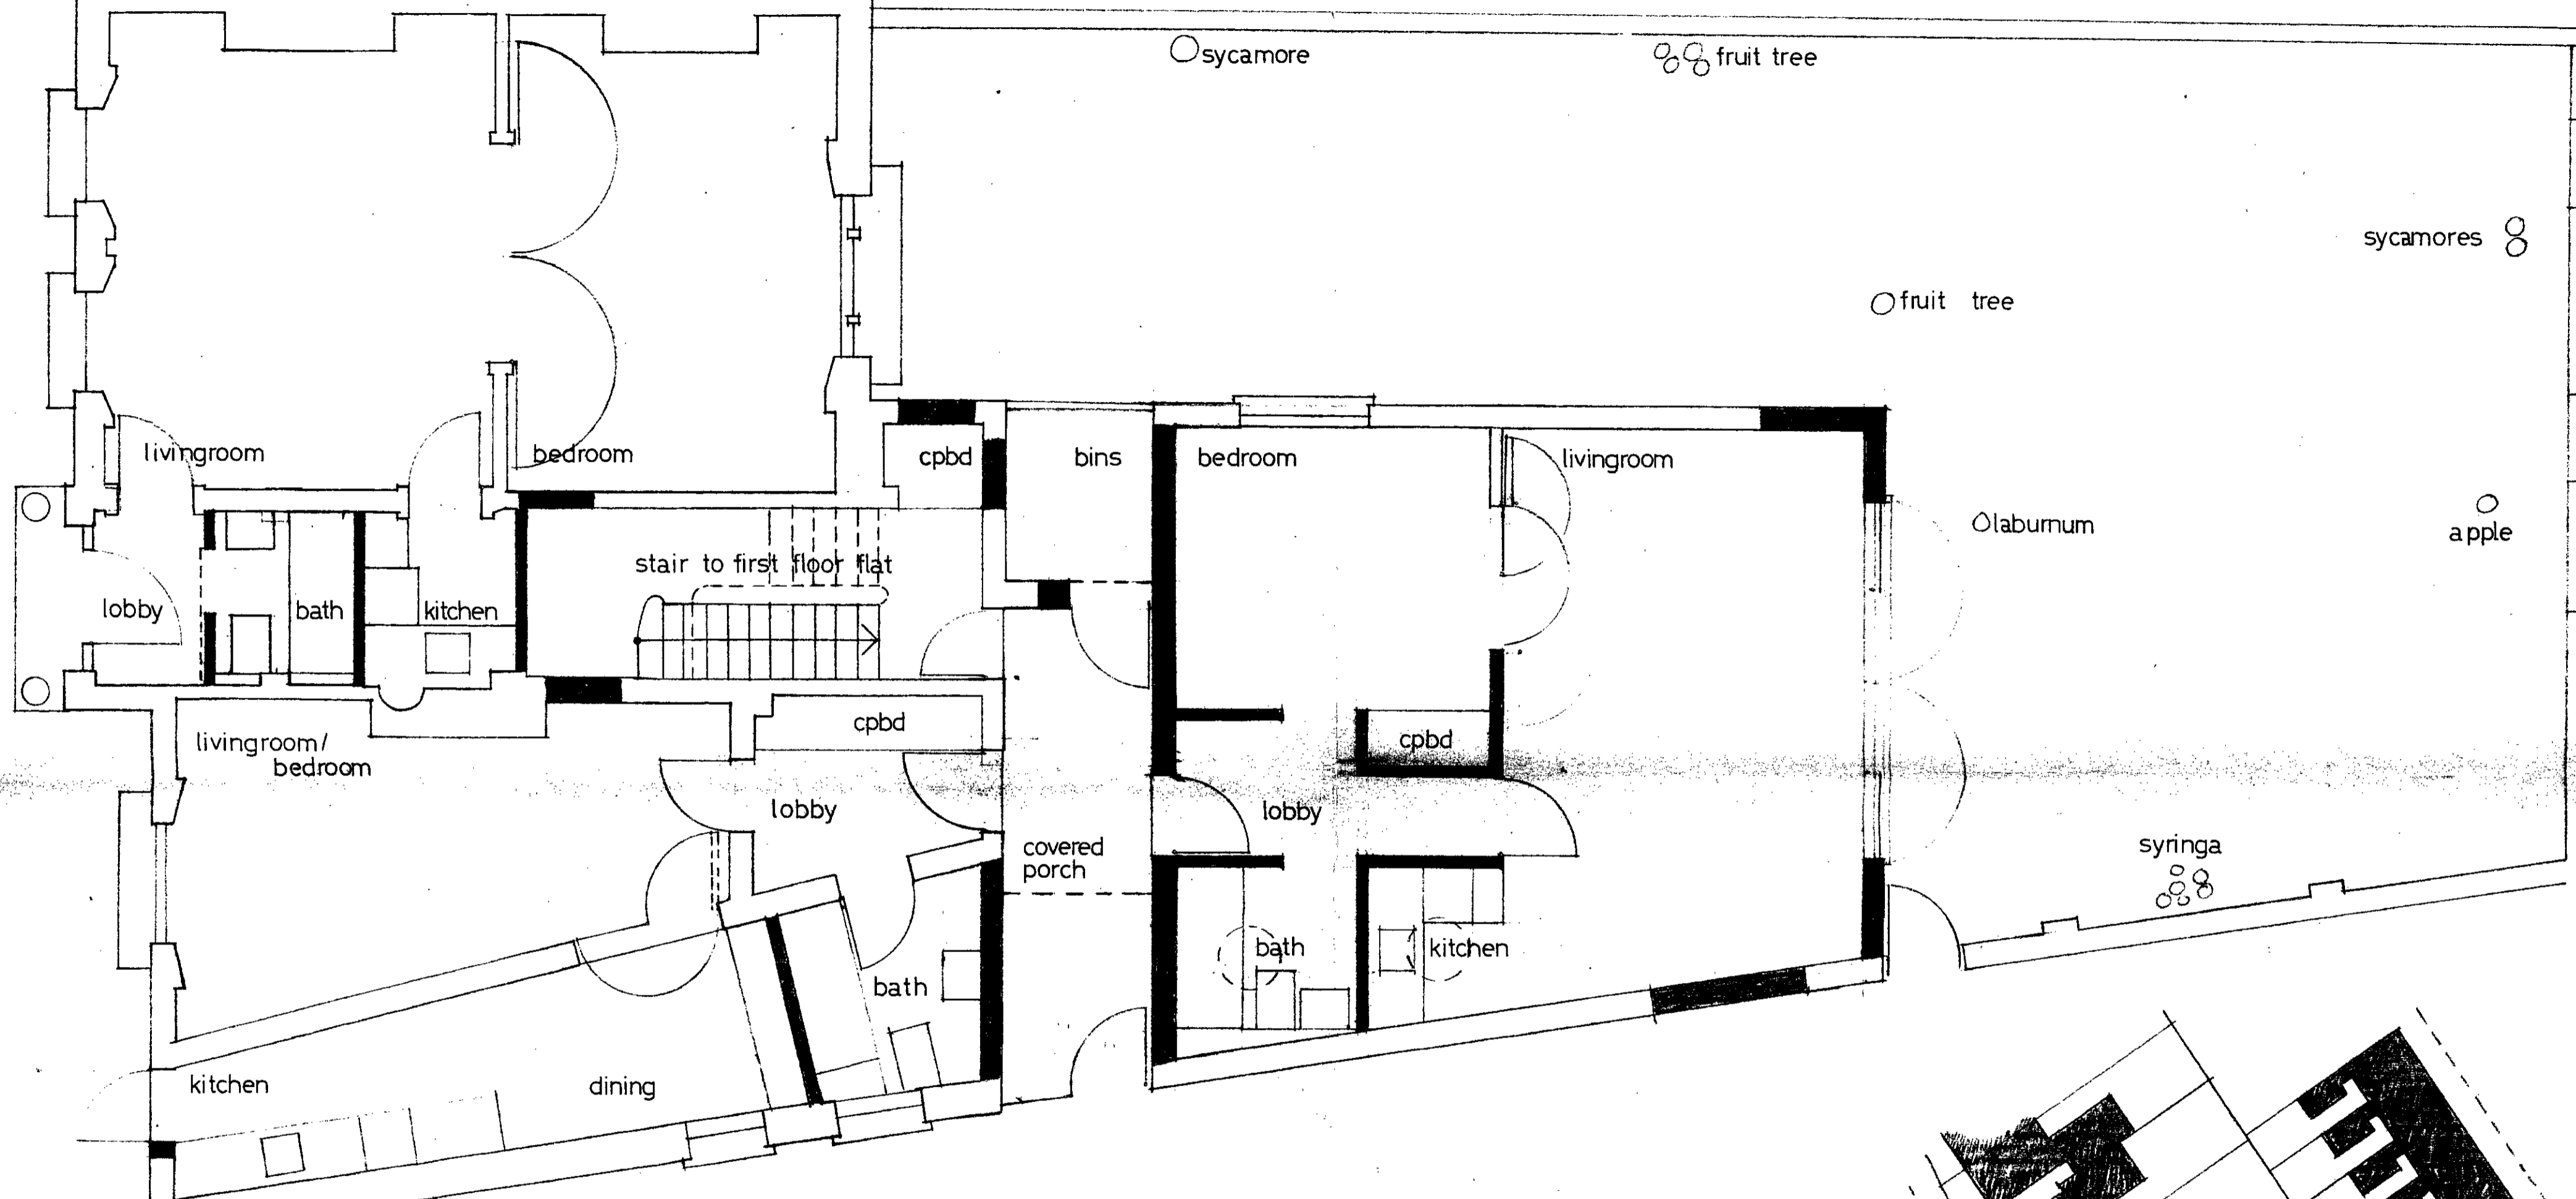 sycamore
fruit tree
sycamores
fruit tree
livingroom
bedroom
cpbd
bins
bedroom
livingroom
laburnum
apple
stair to first floor flat
lobby
bath
kitchen
cpbd
cpbd
livingroom/
bedroom
lobby
lobby
covered
porch
syringa
bath
bath
kitchen
kitchen
dining